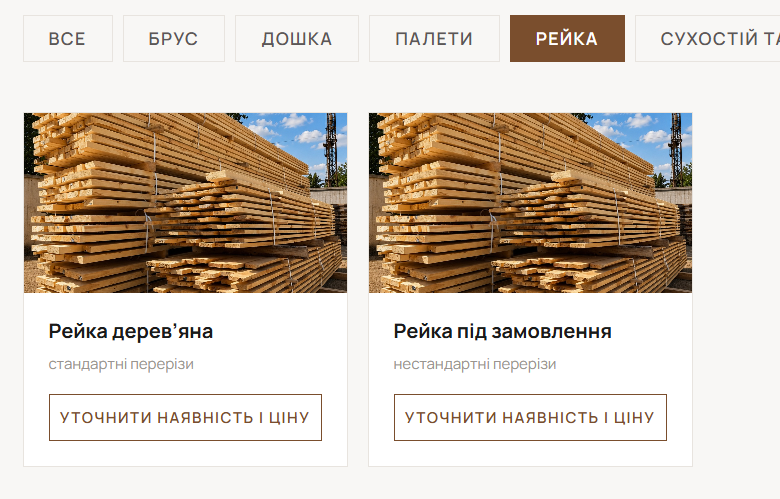 ВСЕ БРУС ДОШКА ПАЛЕТИ РЕЙКА СУХОСТІЙ
Рейка дерев’яна Рейка під замовлення
стандартні перерізи нестандартні перерізи
УТОЧНИТИ НАЯВНІСТЬ І ЦІНУ УТОЧНИТИ НАЯВНІСТЬ І ЦІНУ